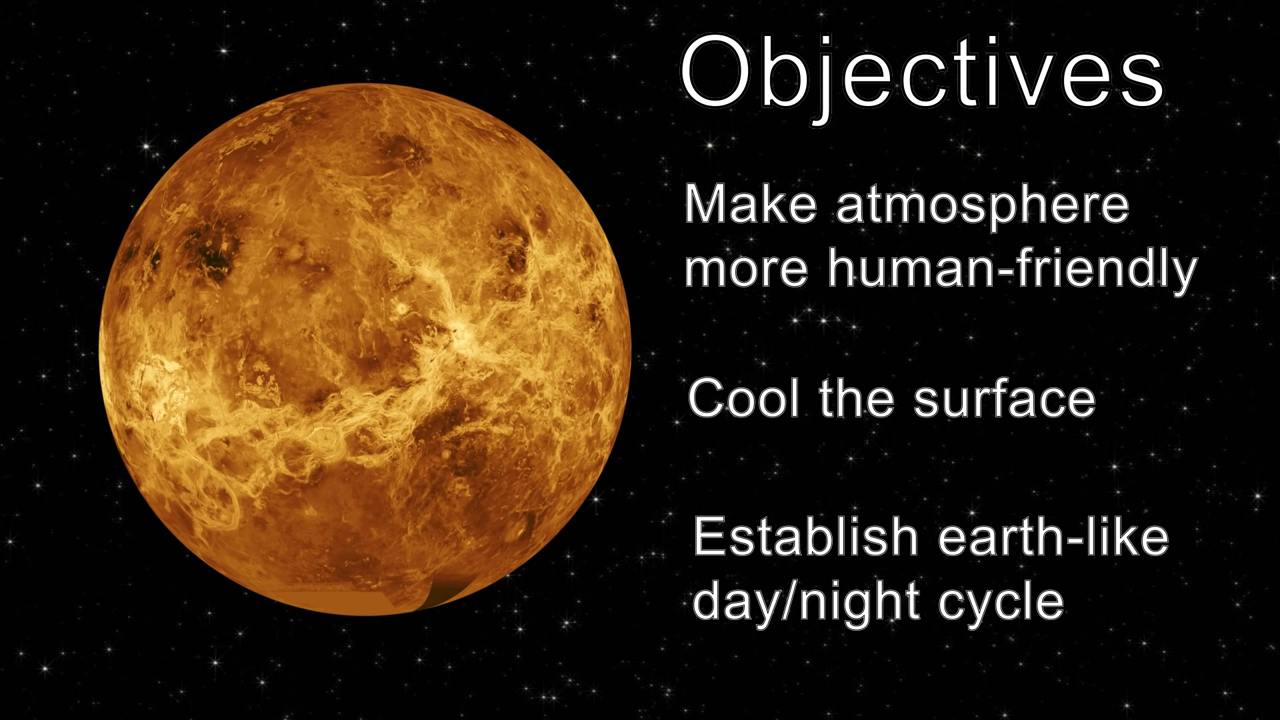 Objectives
Make atmosphere
more human-friendly
Cool the surface
Establish earth-like
day/night cycle